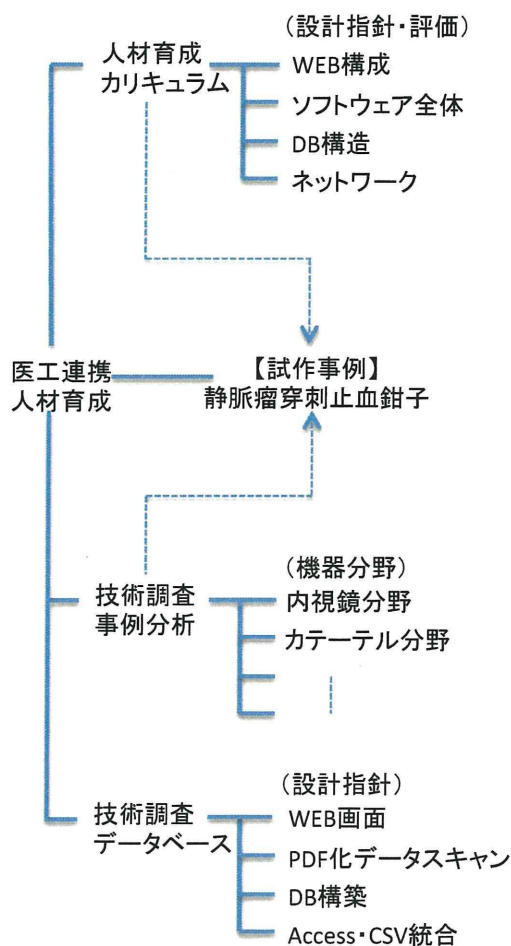 (設計指針・評価)
人材育成
カリキュラム
WEB構成
ソフトウェア全体
DB構造
ネットワーク
医工連携
人材育成
【試作事例】
静脈瘤穿刺止血鉗子
(機器分野)
技術調査
事例分析
内視鏡分野
カテーテル分野
(設計指針)
技術調査
データベース
WEB画面
PDF化データスキャン
DB構築
Access・CSV統合